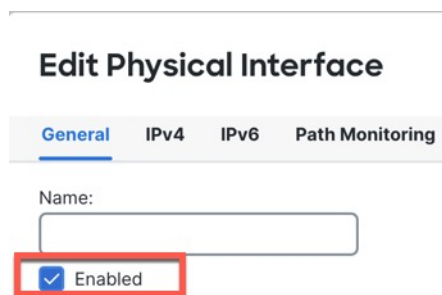 Edit Physical Interface
General IPv4 IPv6 Path Monitoring
Name:
Enabled